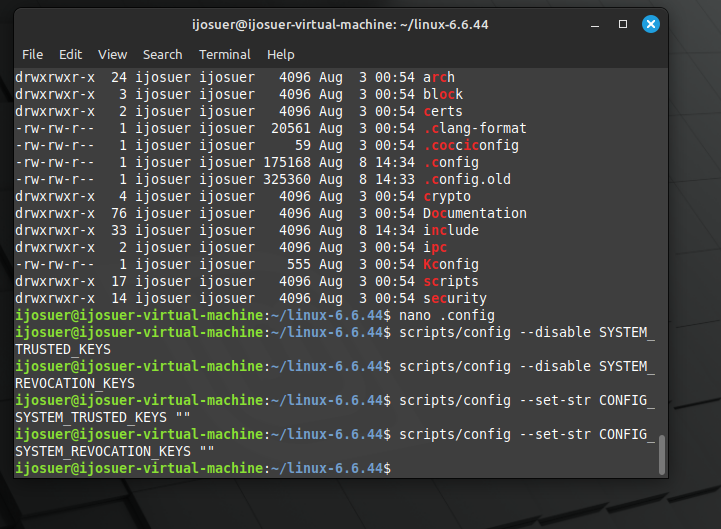 ijosuer@ijosuer-virtual-machine: ~/linux-6.6.44
File Edit View Search Terminal Help
drwxrwxr-x  24 ijosuer ijosuer   4096 Aug  3 00:54 arch
drwxrwxr-x   3 ijosuer ijosuer   4096 Aug  3 00:54 block
drwxrwxr-x   2 ijosuer ijosuer   4096 Aug  3 00:54 certs
-rw-rw-r--   1 ijosuer ijosuer  20561 Aug  3 00:54 .clang-format
-rw-rw-r--   1 ijosuer ijosuer     59 Aug  3 00:54 .cocciconfig
-rw-rw-r--   1 ijosuer ijosuer 175168 Aug  8 14:34 .config
-rw-rw-r--   1 ijosuer ijosuer 325360 Aug  8 14:33 .config.old
drwxrwxr-x   4 ijosuer ijosuer   4096 Aug  3 00:54 crypto
drwxrwxr-x  76 ijosuer ijosuer   4096 Aug  3 00:54 Documentation
drwxrwxr-x  33 ijosuer ijosuer   4096 Aug  8 14:34 include
drwxrwxr-x   2 ijosuer ijosuer   4096 Aug  3 00:54 ipc
-rw-rw-r--   1 ijosuer ijosuer    555 Aug  3 00:54 Kconfig
drwxrwxr-x  17 ijosuer ijosuer   4096 Aug  3 00:54 scripts
drwxrwxr-x  14 ijosuer ijosuer   4096 Aug  3 00:54 security
ijosuer@ijosuer-virtual-machine:~/linux-6.6.44$ nano .config
ijosuer@ijosuer-virtual-machine:~/linux-6.6.44$ scripts/config --disable SYSTEM_
TRUSTED_KEYS
ijosuer@ijosuer-virtual-machine:~/linux-6.6.44$ scripts/config --disable SYSTEM_
REVOCATION_KEYS
ijosuer@ijosuer-virtual-machine:~/linux-6.6.44$ scripts/config --set-str CONFIG_
SYSTEM_TRUSTED_KEYS ""
ijosuer@ijosuer-virtual-machine:~/linux-6.6.44$ scripts/config --set-str CONFIG_
SYSTEM_REVOCATION_KEYS ""
ijosuer@ijosuer-virtual-machine:~/linux-6.6.44$